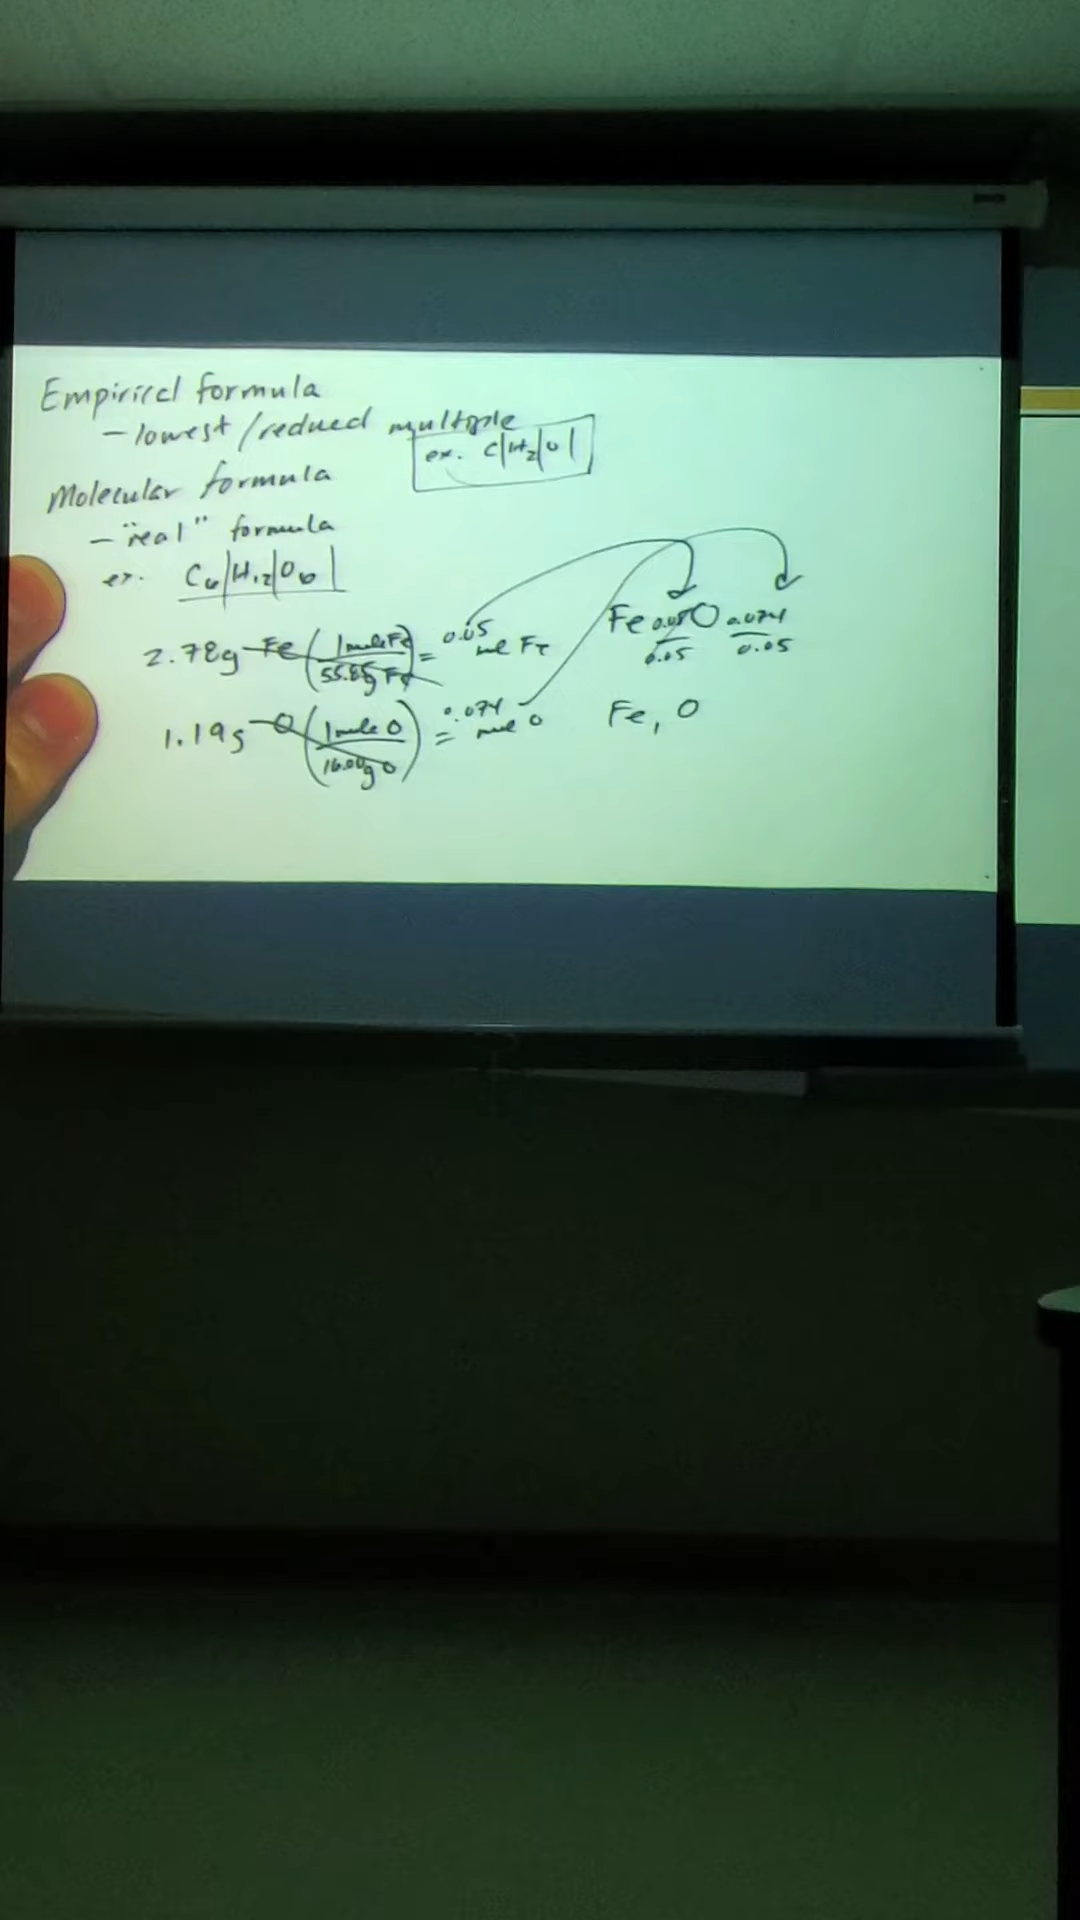 Empirical formula
- lowest/reduced multiple
ex. C|H₂|O|
Molecular formula
- "real" formula
ex. C₆|H₁₂|O₆|
2.78g Fe (1 mole Fe / 55.85g Fe) = 0.05 mol Fe
1.19g O (1 mole O / 16.00g O) = 0.074 mol O
Fe 0.05/0.05 O 0.074/0.05
Fe₁ O